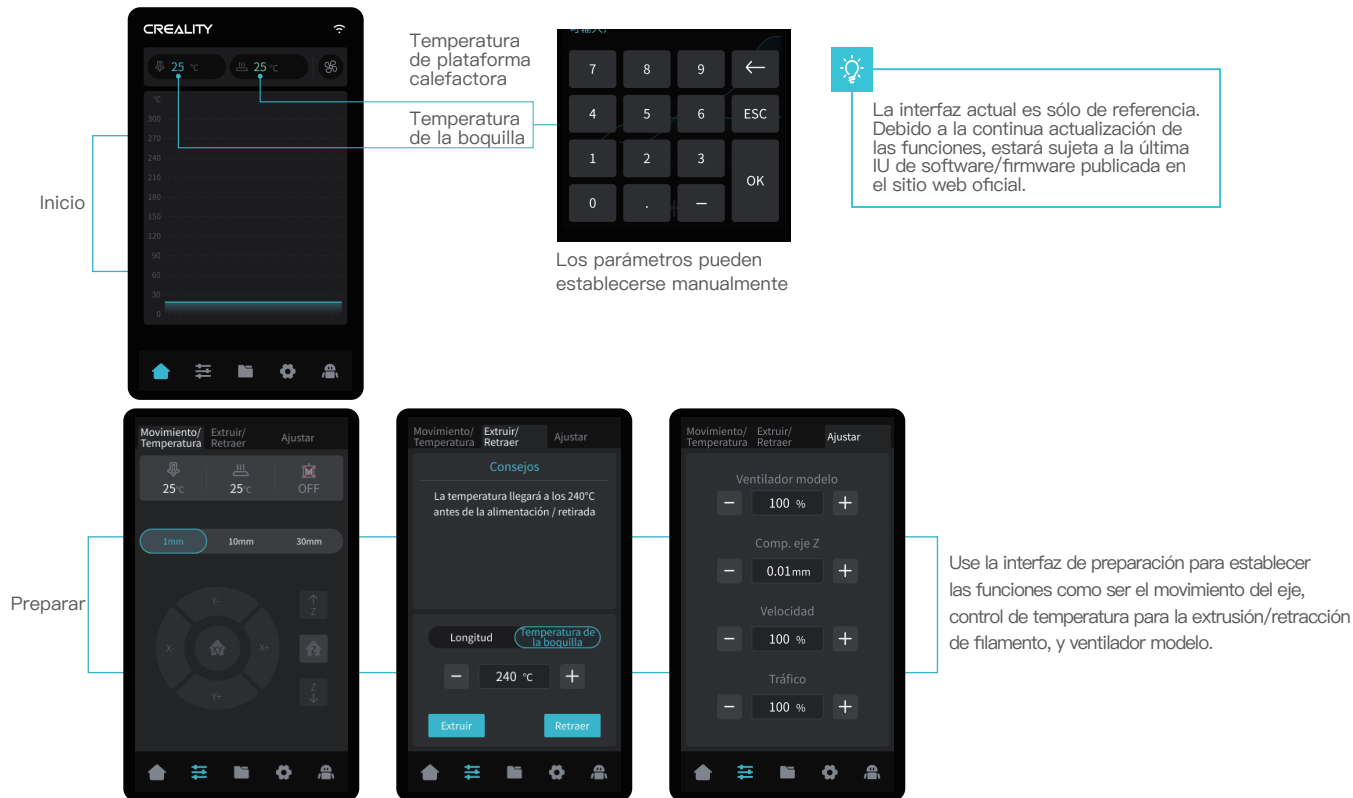 CREALITY
25 °C
25 °C
°C
300
270
240
210
180
150
120
90
60
30
0
Inicio
Temperatura
de plataforma
calefactora
Temperatura
de la boquilla
7 8 9 ←
4 5 6 ESC
1 2 3
OK
0 . –
Los parámetros pueden
establecerse manualmente
La interfaz actual es sólo de referencia.
Debido a la continua actualización de
las funciones, estará sujeta a la última
IU de software/firmware publicada en
el sitio web oficial.
Preparar
Movimiento/
Temperatura
Extruir/
Retraer
Ajustar
25°C
25°C
M
OFF
1mm 10mm 30mm
Y-
X-
X+
Y+
↑
Z
Z
Z
↓
Movimiento/
Temperatura
Extruir/
Retraer
Ajustar
Consejos
La temperatura llegará a los 240°C
antes de la alimentación / retirada
Longitud
Temperatura de
la boquilla
− 240 °C +
Extruir Retraer
Movimiento/
Temperatura
Extruir/
Retraer
Ajustar
Ventilador modelo
− 100 % +
Comp. eje Z
− 0.01mm +
Velocidad
− 100 % +
Tráfico
− 100 % +
Use la interfaz de preparación para establecer
las funciones como ser el movimiento del eje,
control de temperatura para la extrusión/retracción
de filamento, y ventilador modelo.